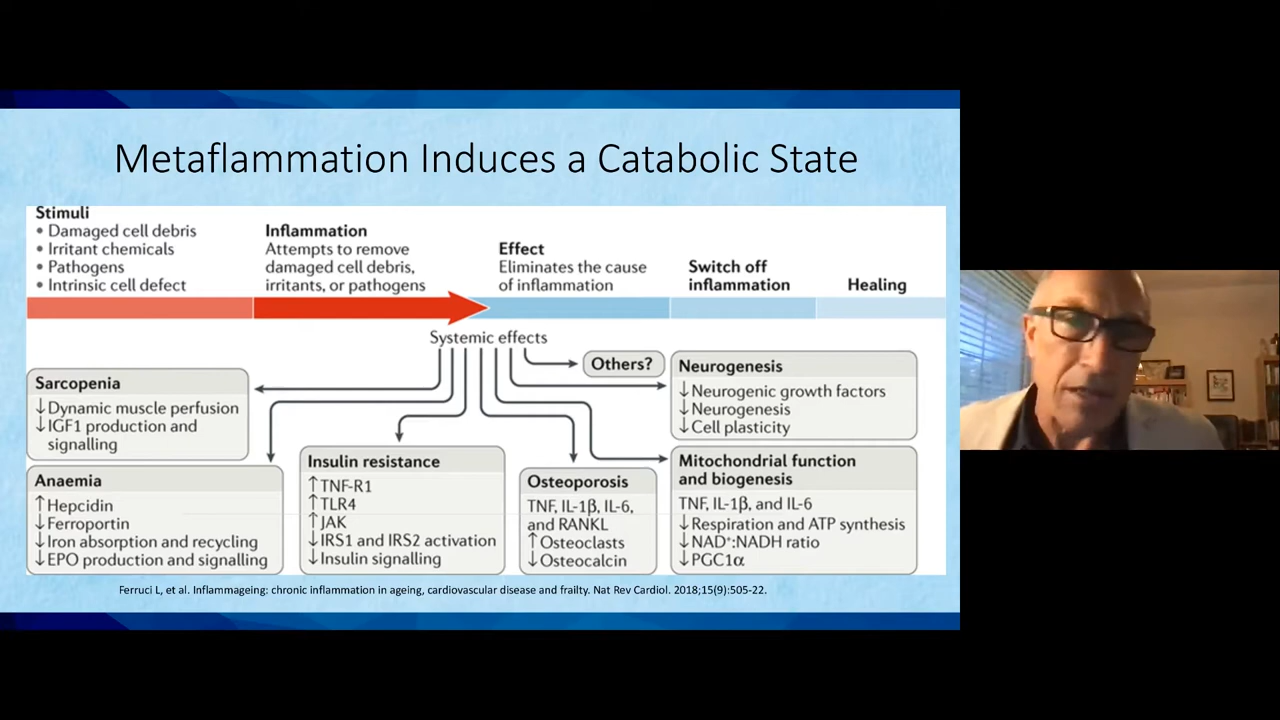 Metaflammation Induces a Catabolic State
Stimuli
• Damaged cell debris
• Irritant chemicals
• Pathogens
• Intrinsic cell defect
Inflammation
Attempts to remove
damaged cell debris,
irritants, or pathogens
Effect
Eliminates the cause
of inflammation
Switch off
inflammation
Healing
Systemic effects
Others?
Sarcopenia
↓Dynamic muscle perfusion
↓IGF1 production and
signalling
Anaemia
↑Hepcidin
↓Ferroportin
↓Iron absorption and recycling
↓EPO production and signalling
Insulin resistance
↑TNF-R1
↑TLR4
↑JAK
↓IRS1 and IRS2 activation
↓Insulin signalling
Osteoporosis
TNF, IL-1β, IL-6,
and RANKL
↑Osteoclasts
↓Osteocalcin
Neurogenesis
↓Neurogenic growth factors
↓Neurogenesis
↓Cell plasticity
Mitochondrial function
and biogenesis
TNF, IL-1β, and IL-6
↓Respiration and ATP synthesis
↓NAD⁺:NADH ratio
↓PGC1α
Ferruci L, et al. Inflammageing: chronic inflammation in ageing, cardiovascular disease and frailty. Nat Rev Cardiol. 2018;15(9):505-22.